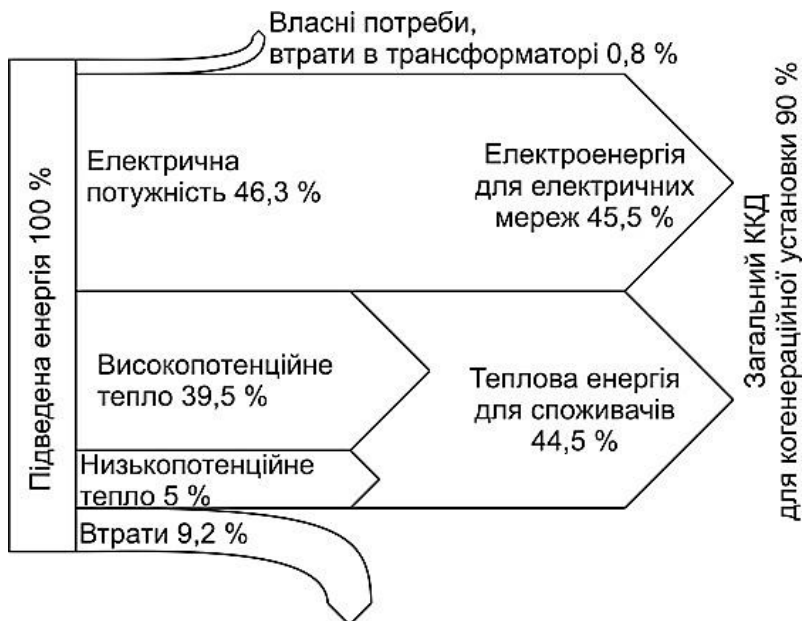 Власні потреби,
втрати в трансформаторі 0,8 %
Підведена енергія 100 %
Електрична
потужність 46,3 %
Електроенергія
для електричних
мереж 45,5 %
Високопотенційне
тепло 39,5 %
Теплова енергія
для споживачів
44,5 %
Низькопотенційне
тепло 5 %
Втрати 9,2 %
Загальний ККД
для когенераційної установки 90 %